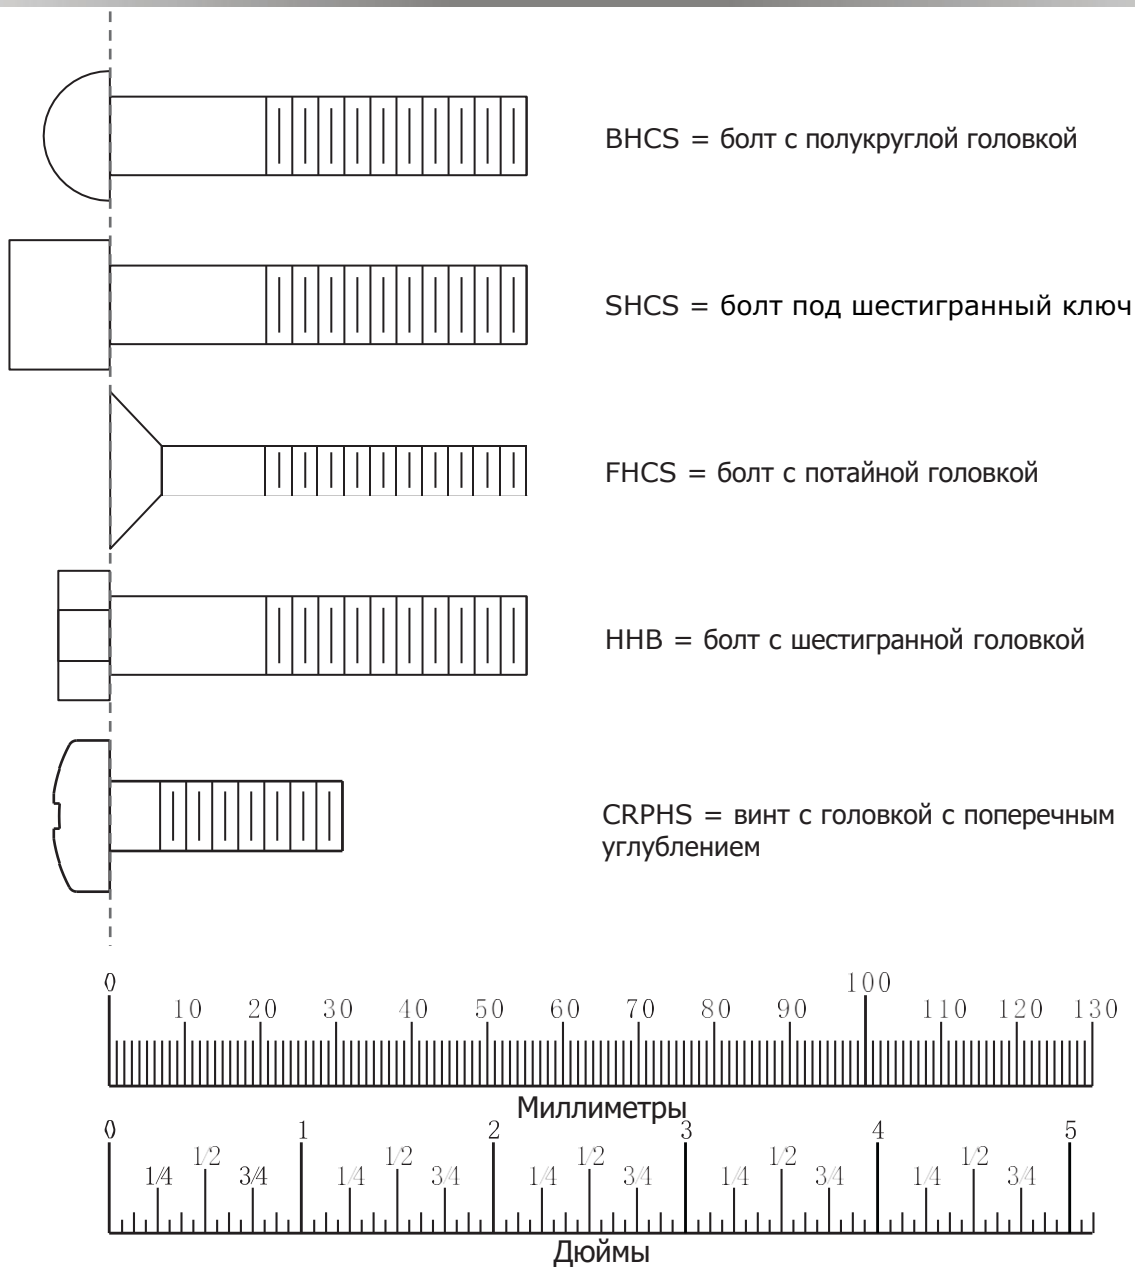 BHCS = болт с полукруглой головкой
SHCS = болт под шестигранный ключ
FHCS = болт с потайной головкой
HHB = болт с шестигранной головкой
CRPHS = винт с головкой с поперечным
углублением
0 10 20 30 40 50 60 70 80 90 100 110 120 130
Миллиметры
0 1/4 1/2 3/4 1 1/4 1/2 3/4 2 1/4 1/2 3/4 3 1/4 1/2 3/4 4 1/4 1/2 3/4 5
Дюймы